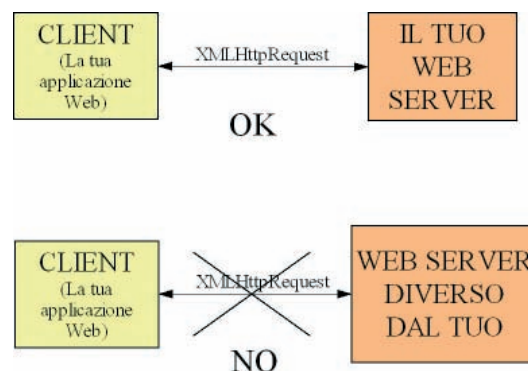 CLIENT
(La tua
applicazione
Web)
XMLHttpRequest
IL TUO
WEB
SERVER
OK
CLIENT
(La tua
applicazione
Web)
XMLHttpRequest
WEB SERVER
DIVERSO
DAL TUO
NO